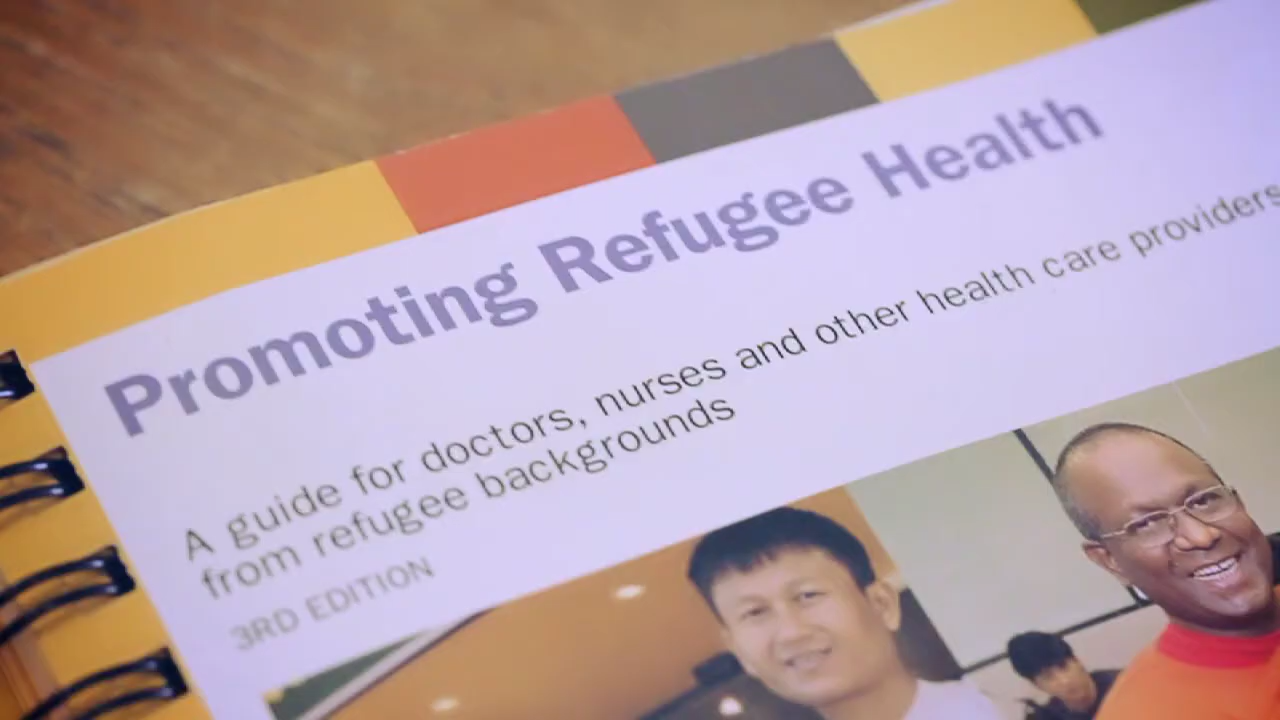 Promoting Refugee Health
A guide for doctors, nurses and other health care providers
from refugee backgrounds
3RD EDITION